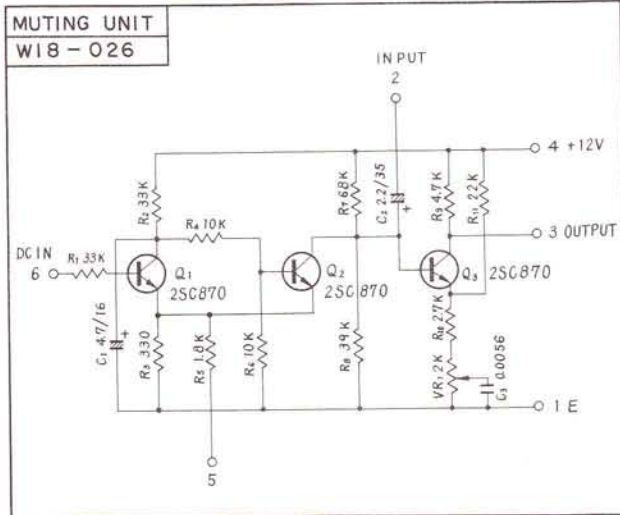 MUTING UNIT
W18-026
INPUT
2
4 +12V
R2 33K
R7 68K
C2 2.2/35
+
R9 4.7K
R11 22K
R4 10K
3 OUTPUT
DC IN
6
R1 33K
Q1
2SC870
Q2
2SC870
Q3
2SC870
C1 4.7/16
+
R3 330
R5 1.8K
R6 10K
R8 39K
R10 2.7K
VR1 2K
C3 0.0056
1 E
5